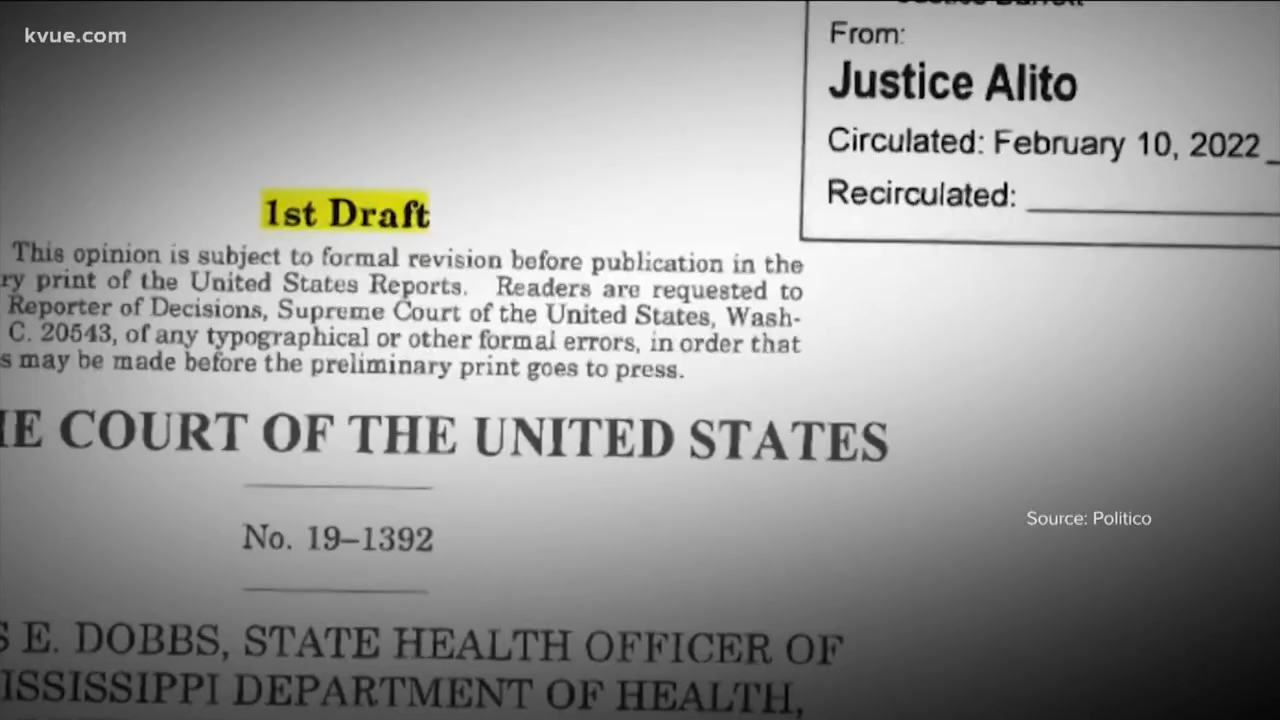 kvue.com
From:
Justice Alito
Circulated: February 10, 2022
Recirculated:
1st Draft
This opinion is subject to formal revision before publication in the
ry print of the United States Reports. Readers are requested to
Reporter of Decisions, Supreme Court of the United States, Wash-
C. 20543, of any typographical or other formal errors, in order that
s may be made before the preliminary print goes to press.
E COURT OF THE UNITED STATES
No. 19–1392
Source: Politico
S E. DOBBS, STATE HEALTH OFFICER OF
ISSISSIPPI DEPARTMENT OF HEALTH,